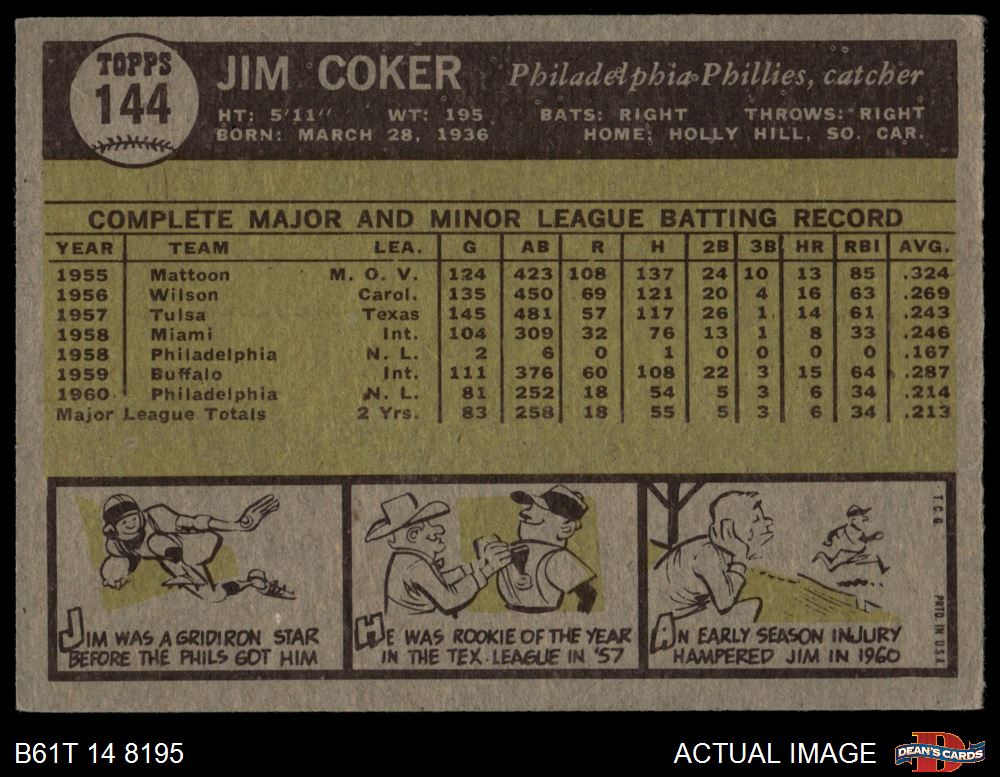 TOPPS
144
JIM COKER Philadelphia Phillies, catcher
HT: 5'11" WT: 195 BATS: RIGHT THROWS: RIGHT
BORN: MARCH 28, 1936 HOME: HOLLY HILL, SO. CAR.
COMPLETE MAJOR AND MINOR LEAGUE BATTING RECORD
YEAR TEAM LEA. G AB R H 2B 3B HR RBI AVG.
1955 Mattoon M. O. V. 124 423 108 137 24 10 13 85 .324
1956 Wilson Carol. 135 450 69 121 20 4 16 63 .269
1957 Tulsa Texas 145 481 57 117 26 1 14 61 .243
1958 Miami Int. 104 309 32 76 13 1 8 33 .246
1958 Philadelphia N. L. 2 6 0 1 0 0 0 0 .167
1959 Buffalo Int. 111 376 60 108 22 3 15 64 .287
1960 Philadelphia N. L. 81 252 18 54 5 3 6 34 .214
Major League Totals 2 Yrs. 83 258 18 55 5 3 6 34 .213
JIM WAS A GRIDIRON STAR
BEFORE THE PHILS GOT HIM
HE WAS ROOKIE OF THE YEAR
IN THE TEX. LEAGUE IN '57
AN EARLY SEASON INJURY
HAMPERED JIM IN 1960
T.C.G.
PRTD. IN U.S.A.
B61T 14 8195
ACTUAL IMAGE
D
DEAN'S CARDS